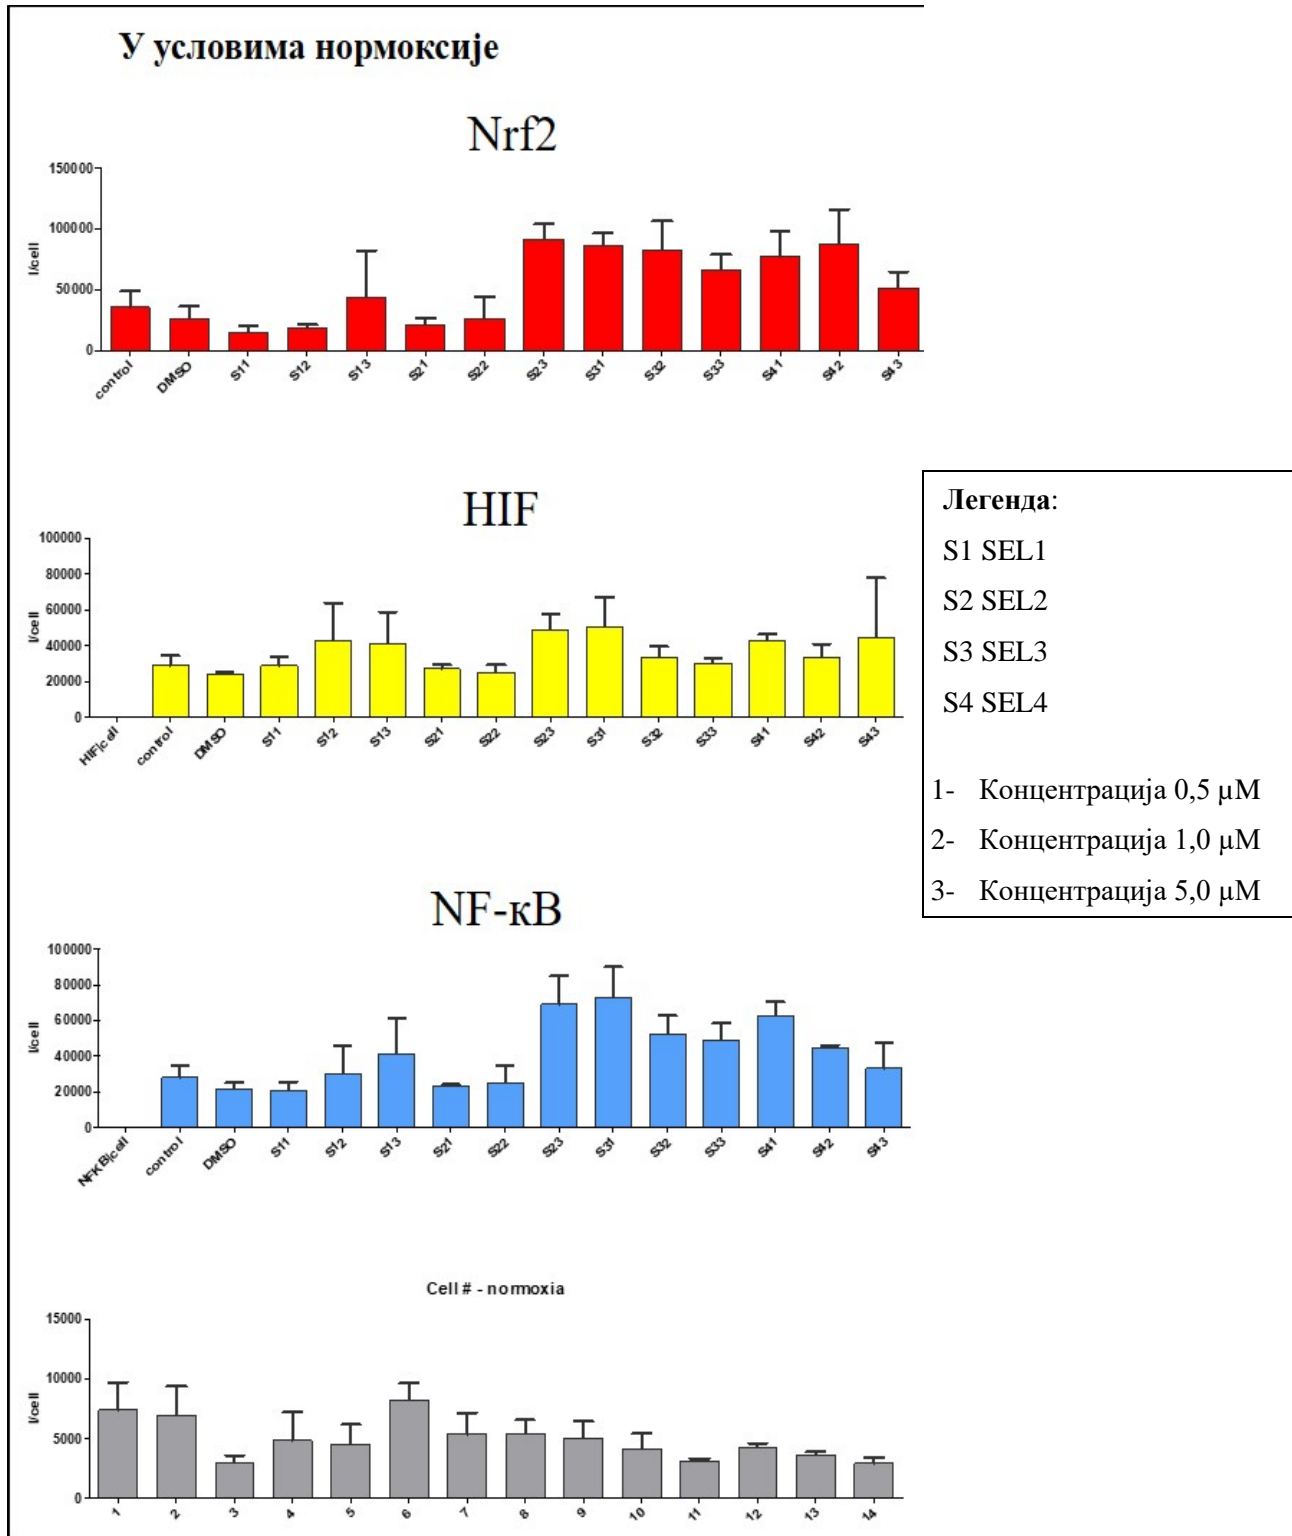 У условима нормоксије
Nrf2
150000
100000
50000
0
I/cell
control DMSO S11 S12 S13 S21 S22 S23 S31 S32 S33 S41 S42 S43
HIF
100000
80000
60000
40000
20000
0
I/cell
HIF|cell control DMSO S11 S12 S13 S21 S22 S23 S31 S32 S33 S41 S42 S43
Легенда:
S1 SEL1
S2 SEL2
S3 SEL3
S4 SEL4
1- Концентрација 0,5 µM
2- Концентрација 1,0 µM
3- Концентрација 5,0 µM
NF-κB
100000
80000
60000
40000
20000
0
I/cell
NFKB|cell control DMSO S11 S12 S13 S21 S22 S23 S31 S32 S33 S41 S42 S43
Cell # - normoxia
15000
10000
5000
0
I/cell
1 2 3 4 5 6 7 8 9 10 11 12 13 14